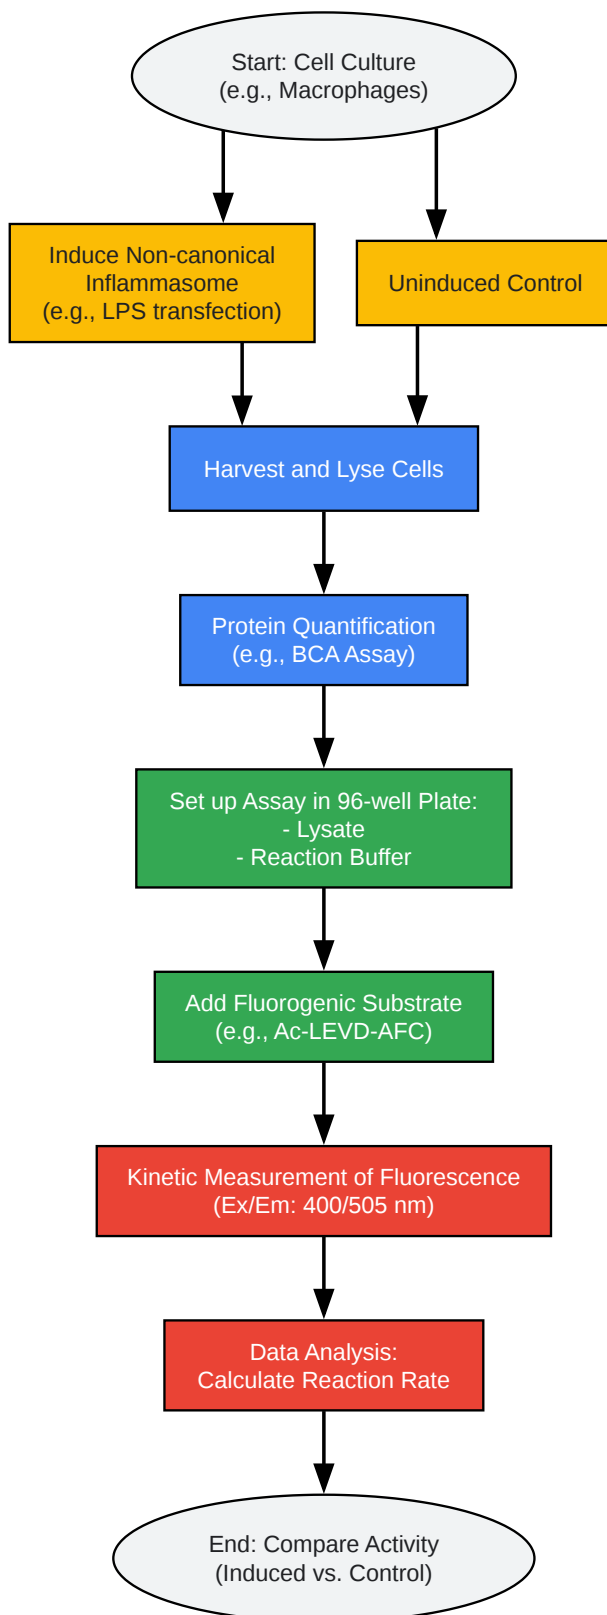 Start: Cell Culture
(e.g., Macrophages)
Induce Non-canonical
Inflammasome
(e.g., LPS transfection)
Uninduced Control
Harvest and Lyse Cells
Protein Quantification
(e.g., BCA Assay)
Set up Assay in 96-well Plate:
- Lysate
- Reaction Buffer
Add Fluorogenic Substrate
(e.g., Ac-LEVD-AFC)
Kinetic Measurement of Fluorescence
(Ex/Em: 400/505 nm)
Data Analysis:
Calculate Reaction Rate
End: Compare Activity
(Induced vs. Control)